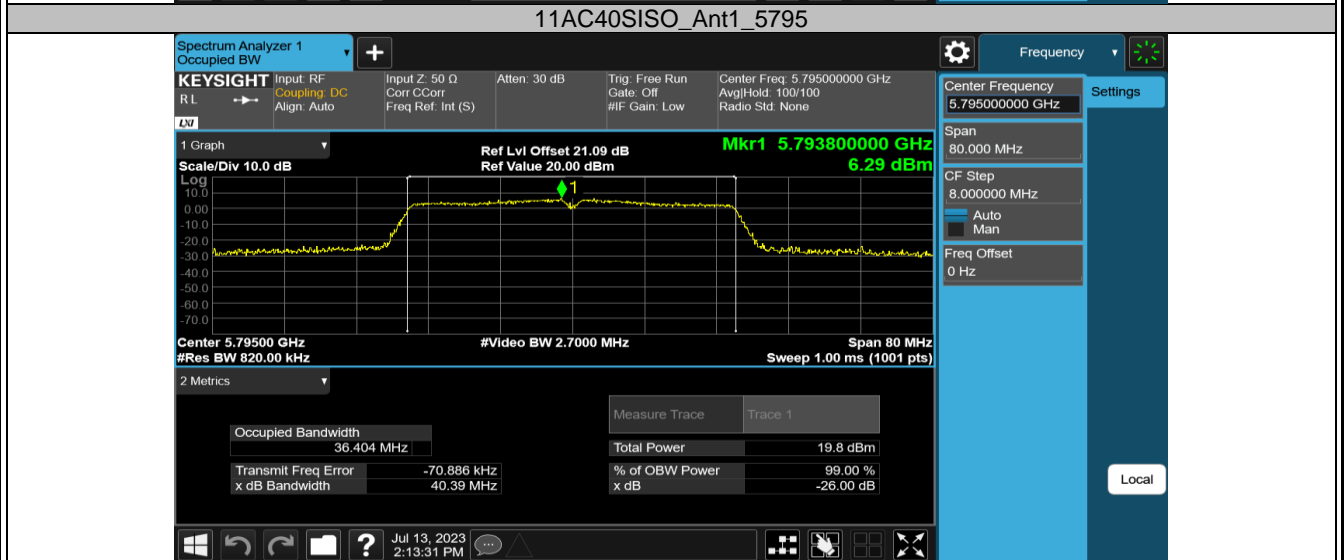 11AC40SISO_Ant1_5795
Spectrum Analyzer 1
Occupied BW
Frequency
KEYSIGHT
R L
LXI
Input: RF
Coupling: DC
Align: Auto
Input Z: 50 Ω
Corr CCorr
Freq Ref: Int (S)
Atten: 30 dB
Trig: Free Run
Gate: Off
#IF Gain: Low
Center Freq: 5.795000000 GHz
Avg|Hold: 100/100
Radio Std: None
Center Frequency
5.795000000 GHz
Settings
Span
80.000 MHz
CF Step
8.000000 MHz
Auto
Man
Freq Offset
0 Hz
Local
1 Graph
Scale/Div 10.0 dB
Ref Lvl Offset 21.09 dB
Ref Value 20.00 dBm
Mkr1 5.793800000 GHz
6.29 dBm
Log
10.0
0.00
-10.0
-20.0
-30.0
-40.0
-50.0
-60.0
-70.0
1
Center 5.79500 GHz
#Video BW 2.7000 MHz
Span 80 MHz
#Res BW 820.00 kHz
Sweep 1.00 ms (1001 pts)
2 Metrics
Measure Trace Trace 1
Occupied Bandwidth
36.404 MHz
Total Power 19.8 dBm
Transmit Freq Error -70.886 kHz
% of OBW Power 99.00 %
x dB Bandwidth 40.39 MHz
x dB -26.00 dB
Jul 13, 2023
2:13:31 PM